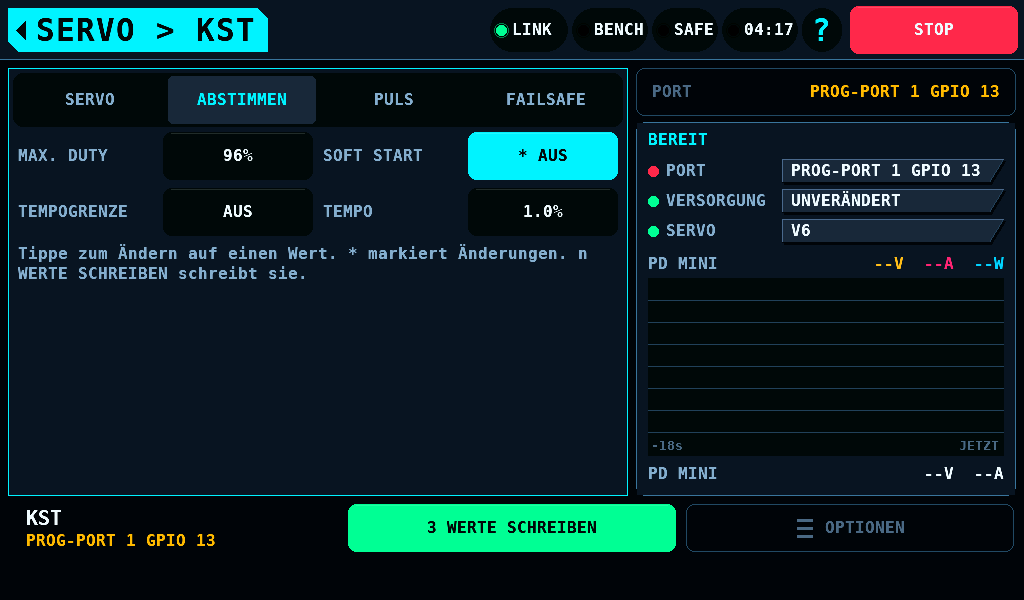 SERVO > KST
LINK
BENCH
SAFE
04:17
?
STOP
SERVO
ABSTIMMEN
PULS
FAILSAFE
MAX. DUTY
96%
SOFT START
* AUS
TEMPOGRENZE
AUS
TEMPO
1.0%
Tippe zum Ändern auf einen Wert. * markiert Änderungen. n
WERTE SCHREIBEN schreibt sie.
PORT
PROG-PORT 1 GPIO 13
BEREIT
PORT
PROG-PORT 1 GPIO 13
VERSORGUNG
UNVERÄNDERT
SERVO
V6
PD MINI
--V
--A
--W
-18s
JETZT
PD MINI
--V
--A
KST
PROG-PORT 1 GPIO 13
3 WERTE SCHREIBEN
OPTIONEN